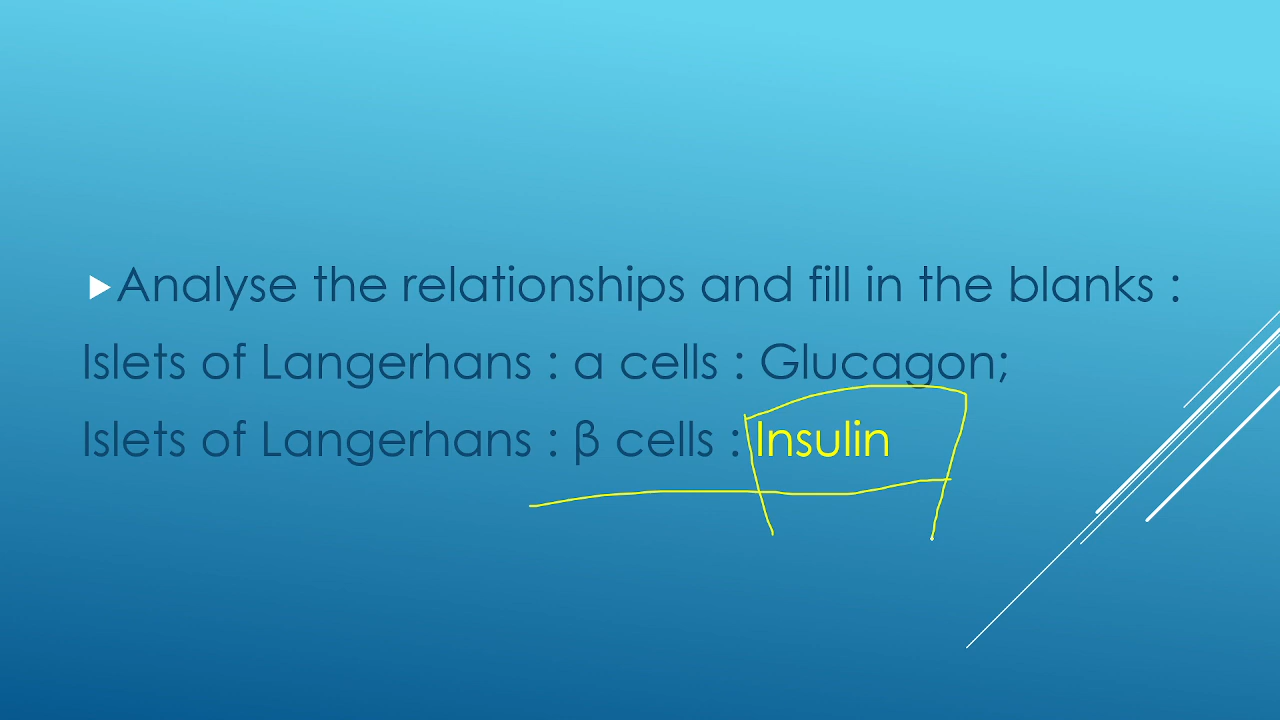 Analyse the relationships and fill in the blanks :
Islets of Langerhans : α cells : Glucagon;
Islets of Langerhans : β cells : Insulin